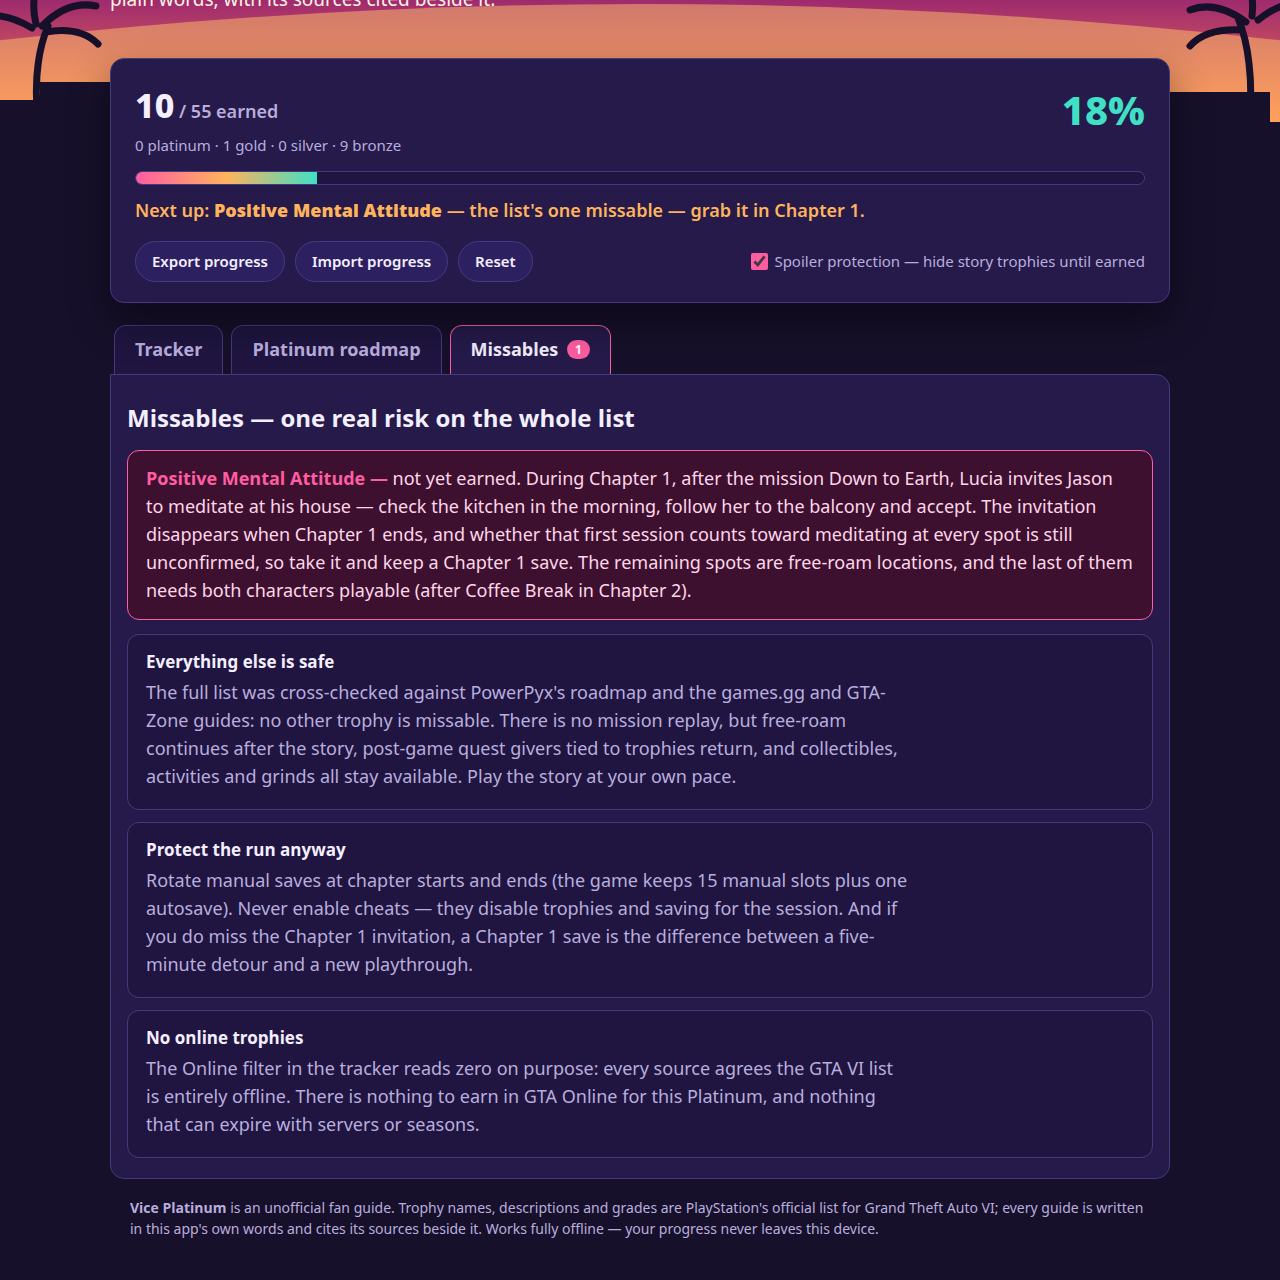 plain words, with its sources cited beside it.
10 / 55 earned
18%
0 platinum · 1 gold · 0 silver · 9 bronze
Next up: Positive Mental Attitude — the list's one missable — grab it in Chapter 1.
Export progress
Import progress
Reset
Spoiler protection — hide story trophies until earned
Tracker
Platinum roadmap
Missables 1
Missables — one real risk on the whole list
Positive Mental Attitude — not yet earned. During Chapter 1, after the mission Down to Earth, Lucia invites Jason
to meditate at his house — check the kitchen in the morning, follow her to the balcony and accept. The invitation
disappears when Chapter 1 ends, and whether that first session counts toward meditating at every spot is still
unconfirmed, so take it and keep a Chapter 1 save. The remaining spots are free-roam locations, and the last of them
needs both characters playable (after Coffee Break in Chapter 2).
Everything else is safe
The full list was cross-checked against PowerPyx's roadmap and the games.gg and GTA-
Zone guides: no other trophy is missable. There is no mission replay, but free-roam
continues after the story, post-game quest givers tied to trophies return, and collectibles,
activities and grinds all stay available. Play the story at your own pace.
Protect the run anyway
Rotate manual saves at chapter starts and ends (the game keeps 15 manual slots plus one
autosave). Never enable cheats — they disable trophies and saving for the session. And if
you do miss the Chapter 1 invitation, a Chapter 1 save is the difference between a five-
minute detour and a new playthrough.
No online trophies
The Online filter in the tracker reads zero on purpose: every source agrees the GTA VI list
is entirely offline. There is nothing to earn in GTA Online for this Platinum, and nothing
that can expire with servers or seasons.
Vice Platinum is an unofficial fan guide. Trophy names, descriptions and grades are PlayStation's official list for Grand Theft Auto VI; every guide is written
in this app's own words and cites its sources beside it. Works fully offline — your progress never leaves this device.